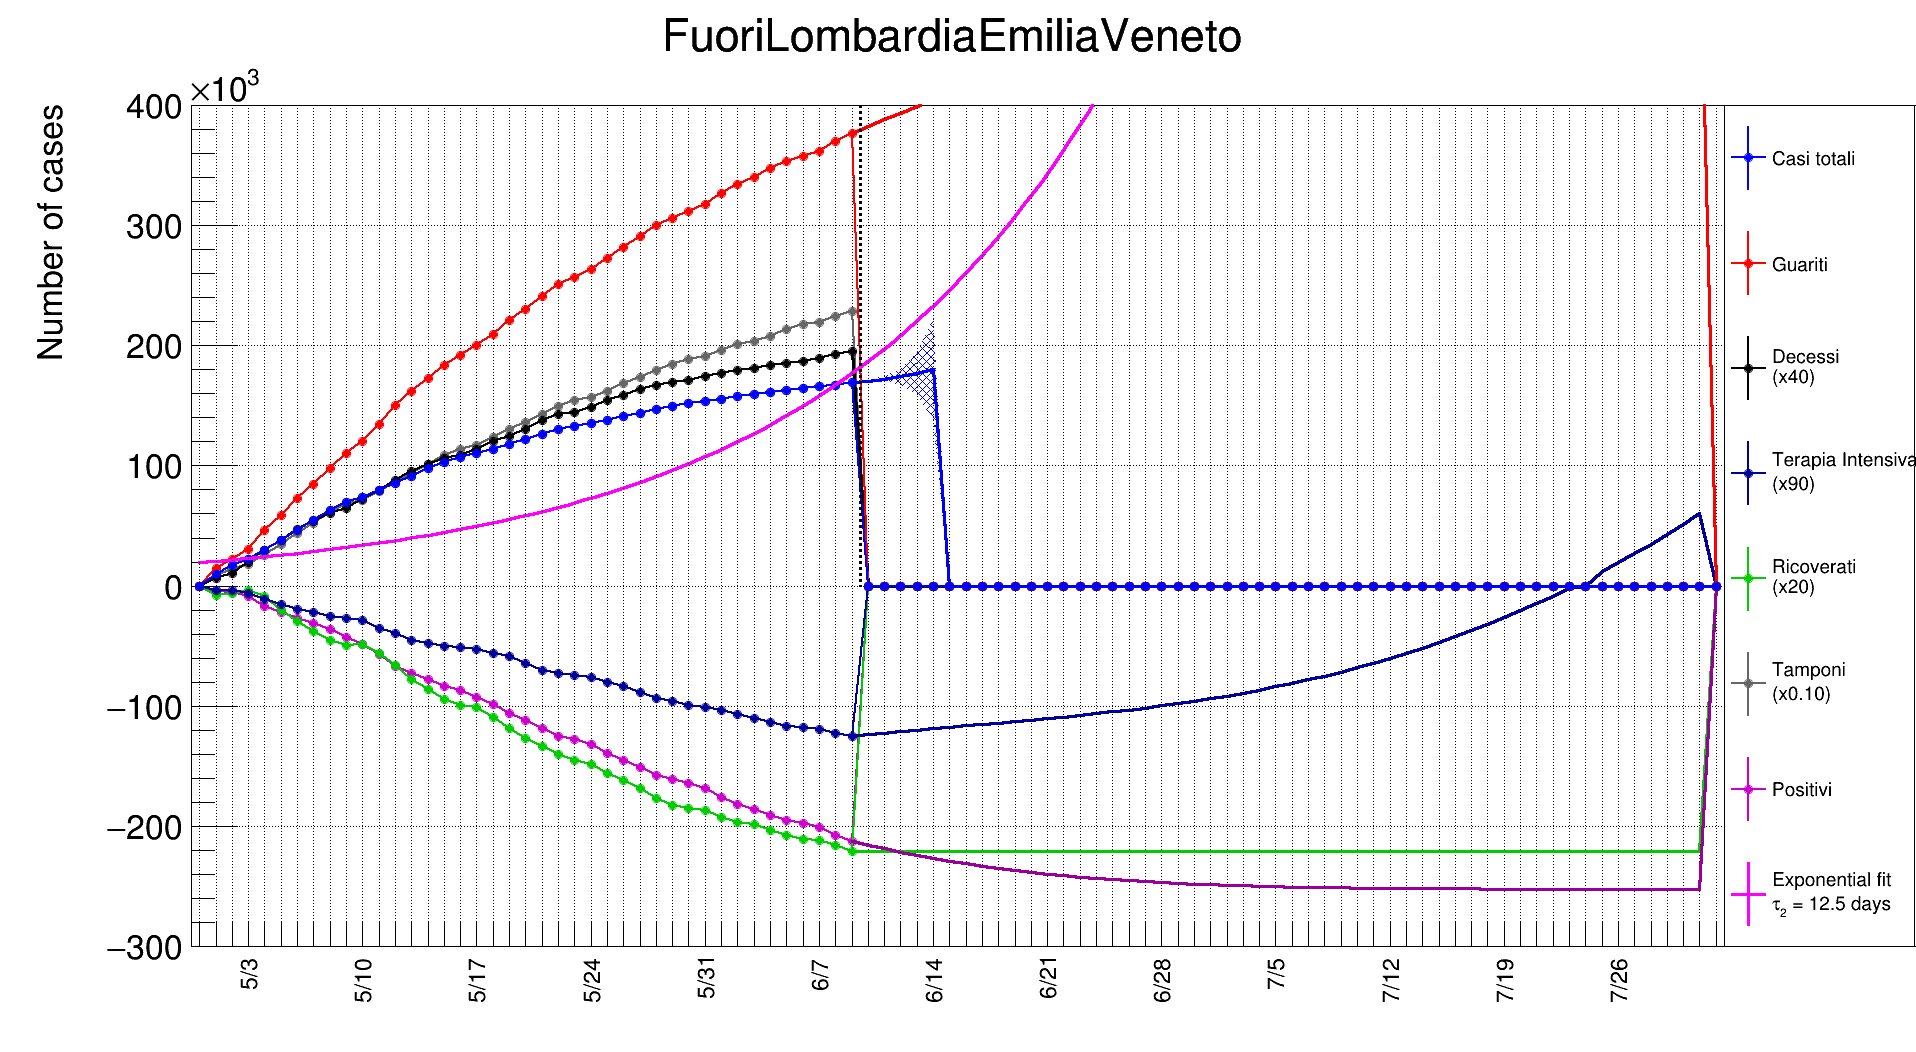 FuoriLombardiaEmiliaVeneto
×10³
Number of cases
400
300
200
100
0
−100
−200
−300
5/3
5/10
5/17
5/24
5/31
6/7
6/14
6/21
6/28
7/5
7/12
7/19
7/26
Casi totali
Guariti
Decessi
(x40)
Terapia Intensiva
(x90)
Ricoverati
(x20)
Tamponi
(x0.10)
Positivi
Exponential fit
τ₂ = 12.5 days